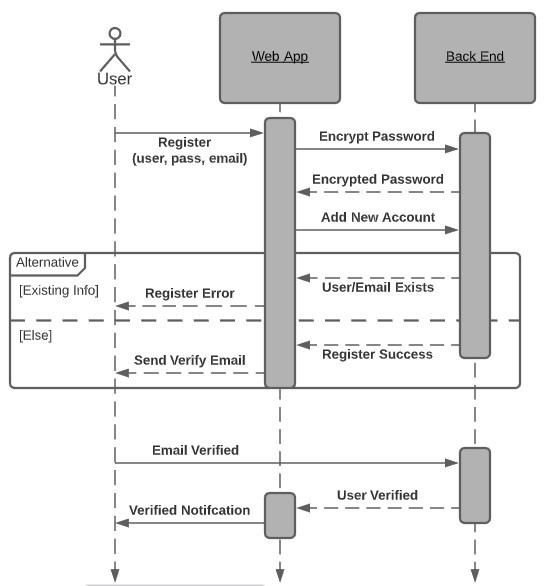 User
Web App
Back End
Register
(user, pass, email)
Encrypt Password
Encrypted Password
Add New Account
Alternative
[Existing Info]
User/Email Exists
Register Error
[Else]
Register Success
Send Verify Email
Email Verified
User Verified
Verified Notifcation